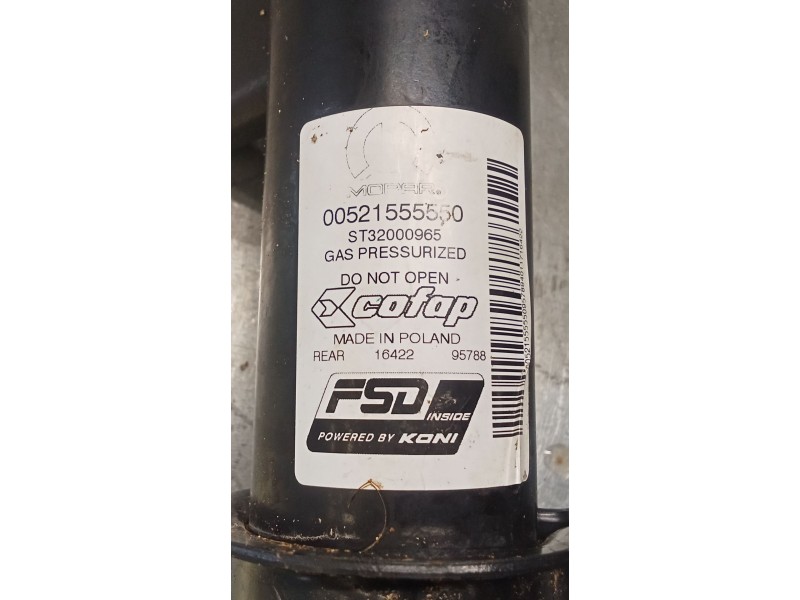 MOPAR
00521555550
ST32000965
GAS PRESSURIZED
DO NOT OPEN
cofap
MADE IN POLAND
REAR 16422 95788
FSD INSIDE
POWERED BY KONI